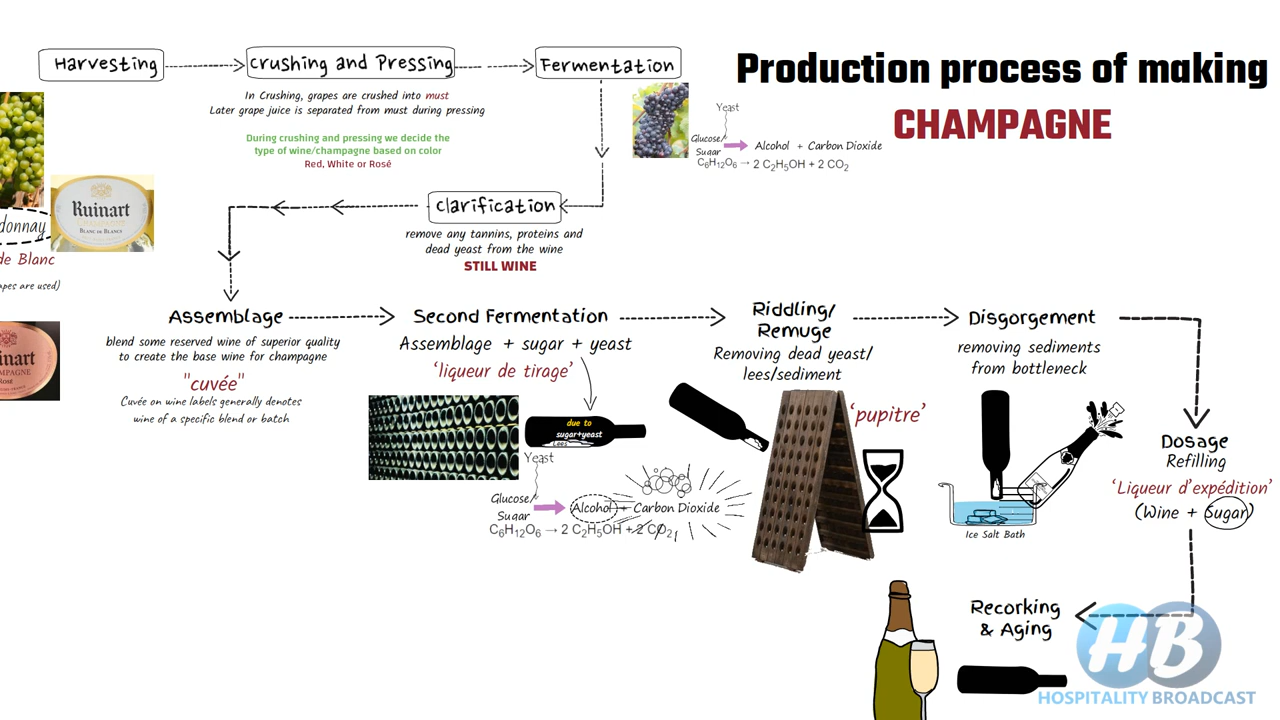 Production process of making
CHAMPAGNE
Harvesting
Crushing and Pressing
Fermentation
In Crushing, grapes are crushed into must
Later grape juice is separated from must during pressing
During crushing and pressing we decide the
type of wine/champagne based on color
Red, White or Rosé
Yeast
Glucose/
Sugar
Alcohol + Carbon Dioxide
C6H12O6 → 2 C2H5OH + 2 CO2
Ruinart
BLANC DE BLANCS
donnay
de Blanc
apes are used)
inart
ROSÉ
Clarification
remove any tannins, proteins and
dead yeast from the wine
STILL WINE
Assemblage
blend some reserved wine of superior quality
to create the base wine for champagne
"cuvée"
Cuvée on wine labels generally denotes
wine of a specific blend or batch
Second Fermentation
Assemblage + sugar + yeast
‘liqueur de tirage’
due to
sugar+yeast
Lees
Yeast
Glucose/
Sugar
Alcohol + Carbon Dioxide
C6H12O6 → 2 C2H5OH + 2 CO2
Riddling/
Remuge
Removing dead yeast/
lees/sediment
‘pupitre’
Disgorgement
removing sediments
from bottleneck
Ice Salt Bath
Dosage
Refilling
‘Liqueur d’expédition’
(Wine + Sugar)
Recorking
& Aging
HB
HOSPITALITY BROADCAST